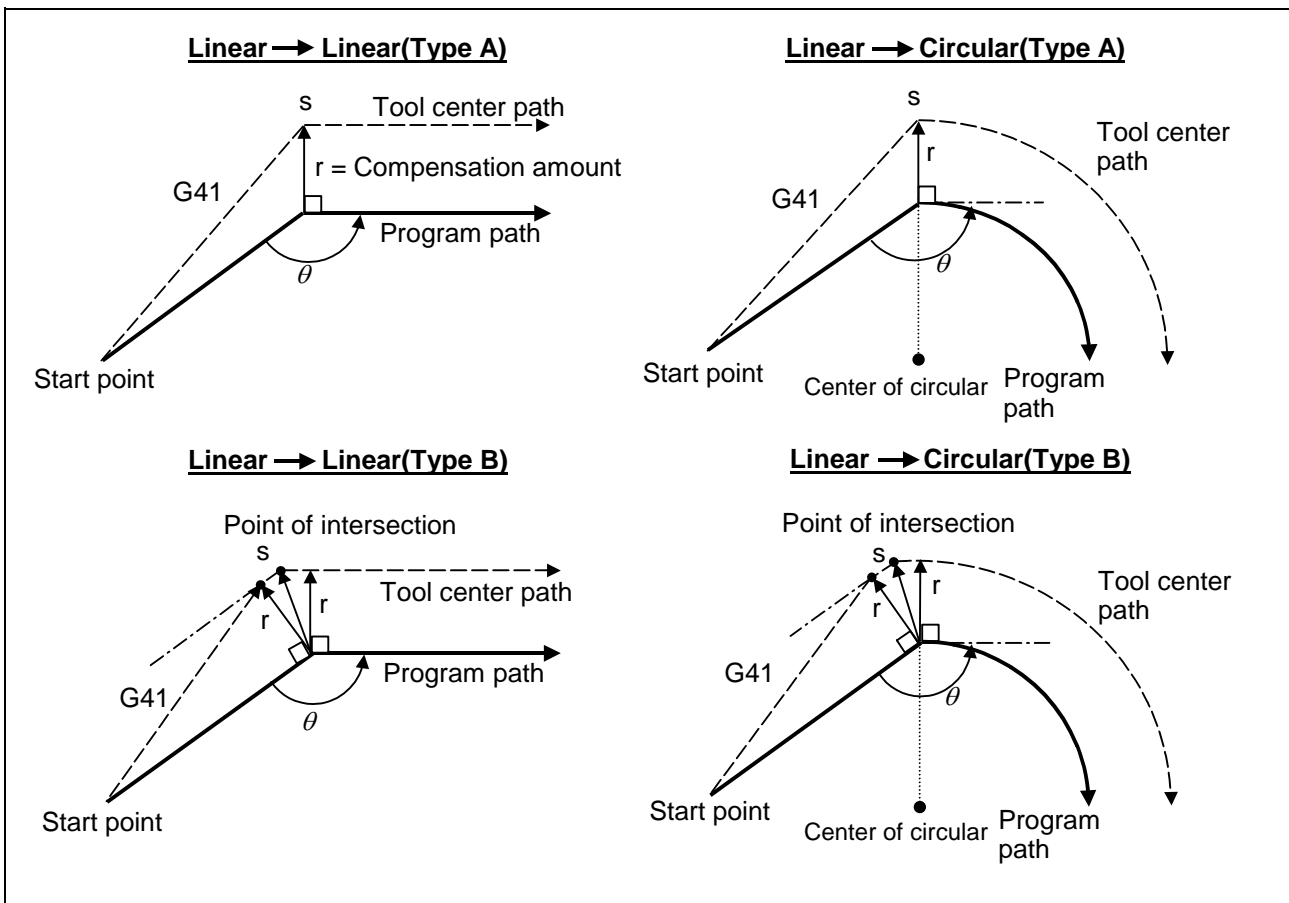 Linear → Linear(Type A)
s
Tool center path
r = Compensation amount
G41
Program path
θ
Start point
Linear → Circular(Type A)
s
Tool center
path
r
G41
θ
Start point
Center of circular
Program
path
Linear → Linear(Type B)
Point of intersection
s
Tool center path
r
r
G41
Program path
θ
Start point
Linear → Circular(Type B)
Point of intersection
s
Tool center
path
r
r
G41
θ
Start point
Center of circular
Program
path